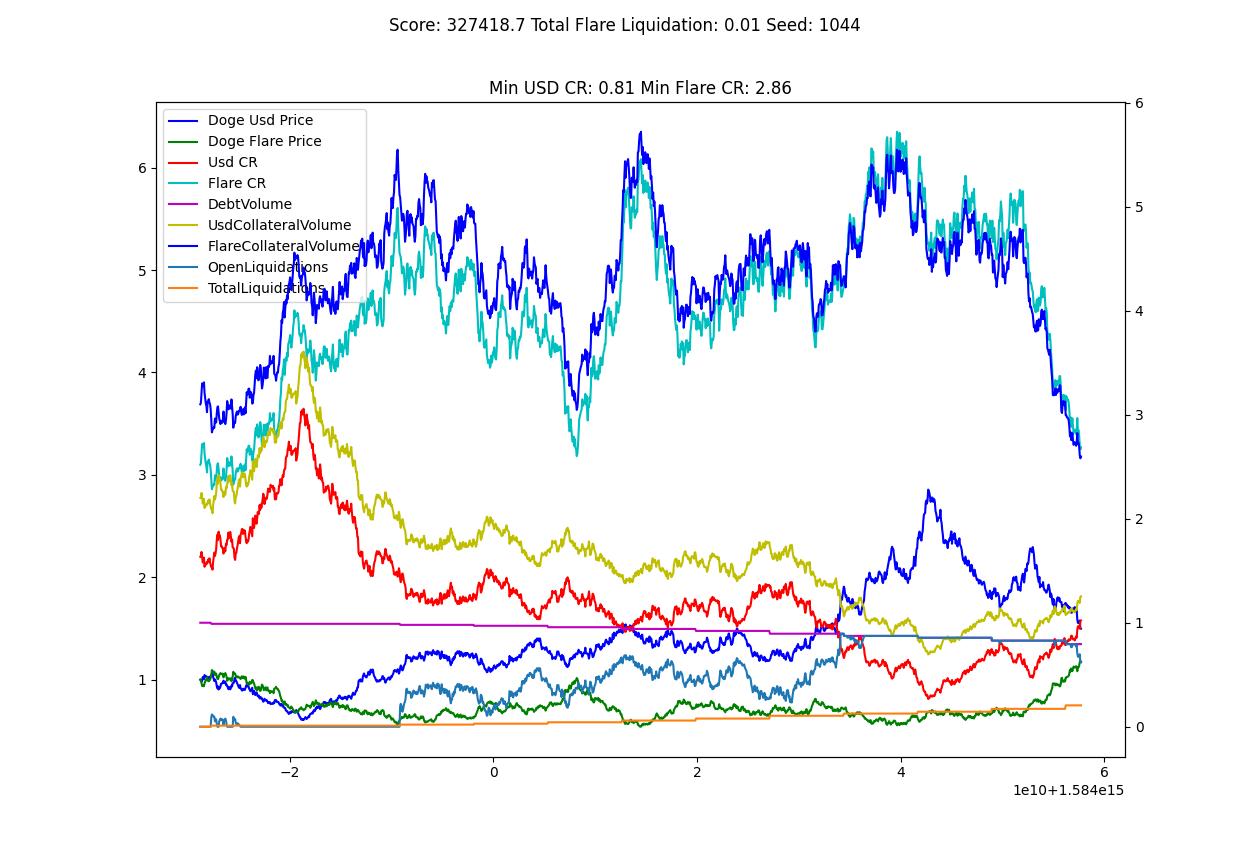 Score: 327418.7 Total Flare Liquidation: 0.01 Seed: 1044
Min USD CR: 0.81 Min Flare CR: 2.86
Doge Usd Price
Doge Flare Price
Usd CR
Flare CR
DebtVolume
UsdCollateralVolume
FlareCollateralVolume
OpenLiquidations
TotalLiquidations
6
5
4
3
2
1
6
5
4
3
2
1
0
−2 0 2 4 6
1e10+1.584e15